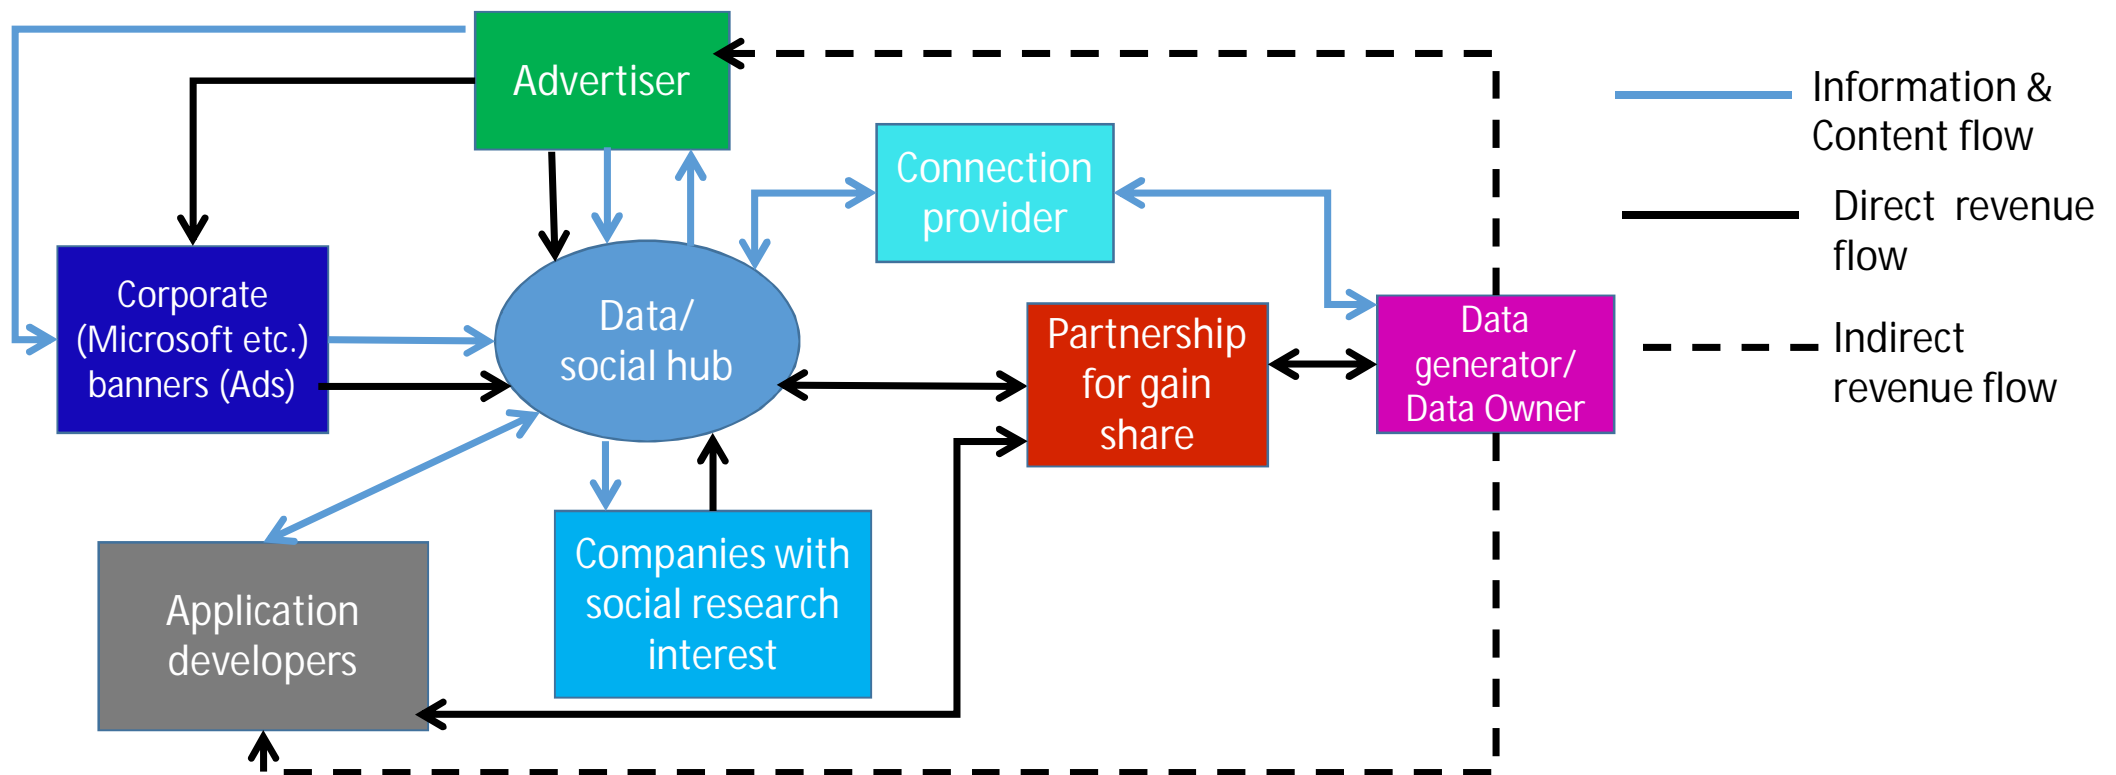 Advertiser
Connection
provider
Corporate
(Microsoft etc.)
banners (Ads)
Data/
social hub
Partnership
for gain
share
Data
generator/
Data Owner
Application
developers
Companies with
social research
interest
Information &
Content flow
Direct revenue
flow
Indirect
revenue flow